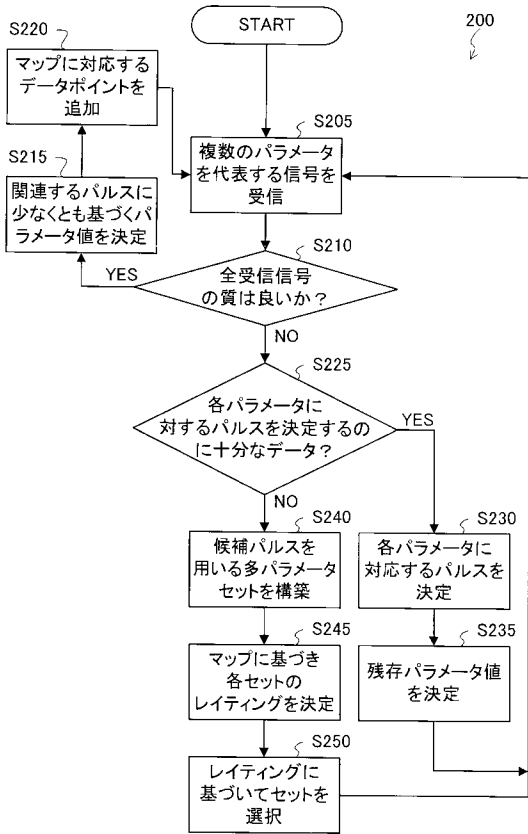 START
200
S220
マップに対応する
データポイントを
追加
S205
複数のパラメータ
を代表する信号を
受信
S215
関連するパルスに
少なくとも基づくパ
ラメータ値を決定
S210
全受信信号
の質は良いか？
YES
NO
S225
各パラメータに
対するパルスを決定するの
に十分なデータ？
YES
NO
S240
候補パルスを
用いる多パラメータ
セットを構築
S230
各パラメータに
対応するパルスを
決定
S245
マップに基づき
各セットの
レイティングを決定
S235
残存パラメータ値
を決定
S250
レイティングに
基づいてセットを
選択